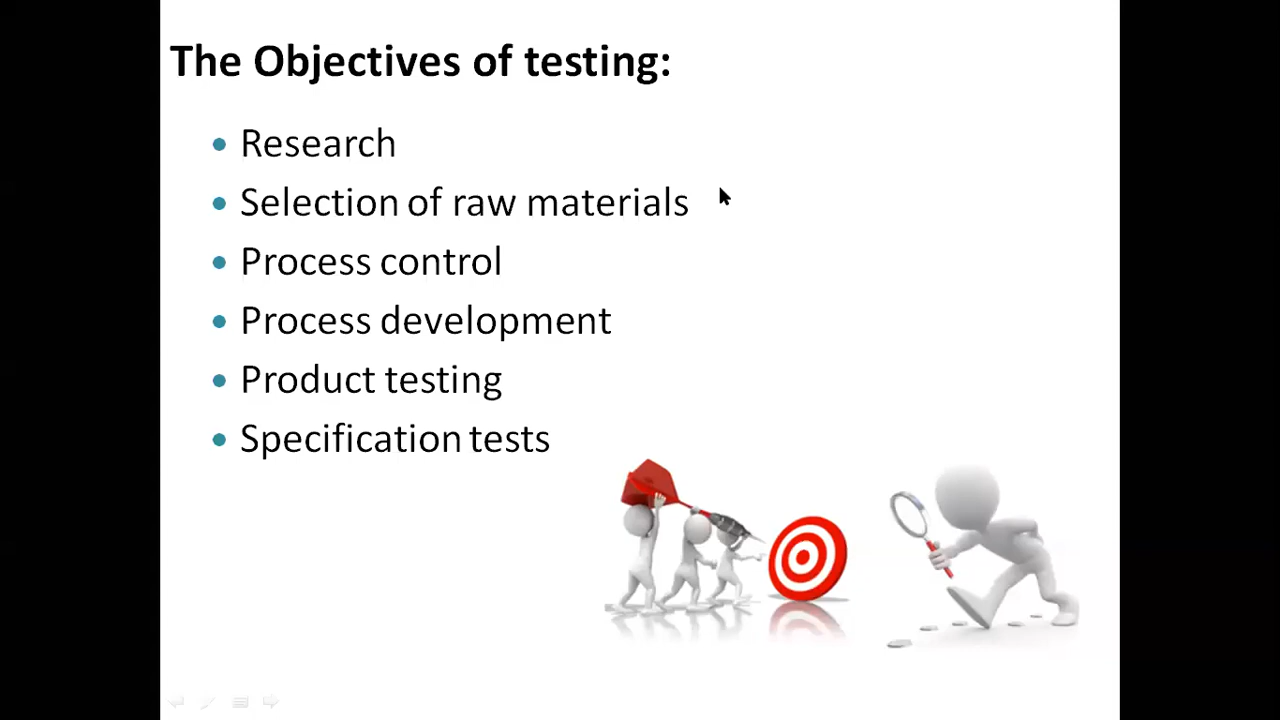 The Objectives of testing:
Research
Selection of raw materials
Process control
Process development
Product testing
Specification tests